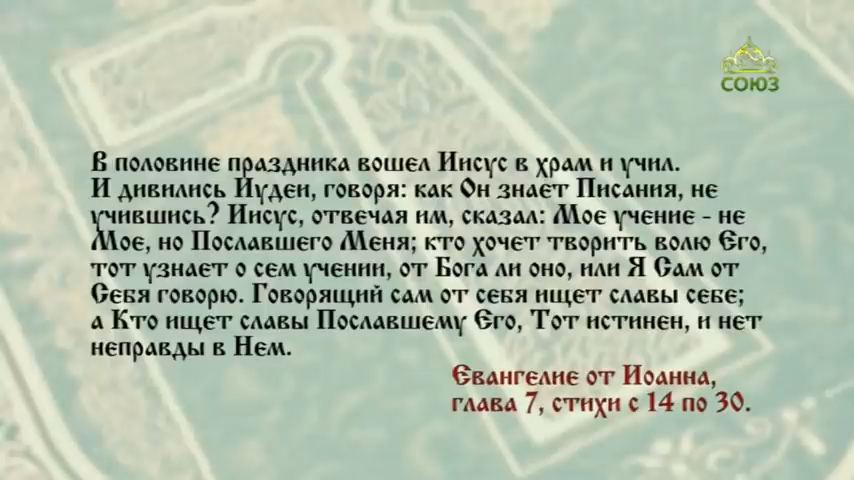 СОЮЗ
В половине праздника вошел Иисус в храм и учил.
И дивились Иудеи, говоря: как Он знает Писания, не
учившись? Иисус, отвечая им, сказал: Мое учение - не
Мое, но Пославшего Меня; кто хочет творить волю Его,
тот узнает о сем учении, от Бога ли оно, или Я Сам от
Себя говорю. Говорящий сам от себя ищет славы себе;
а Кто ищет славы Пославшему Его, Тот истинен, и нет
неправды в Нем.
Евангелие от Иоанна,
глава 7, стихи с 14 по 30.